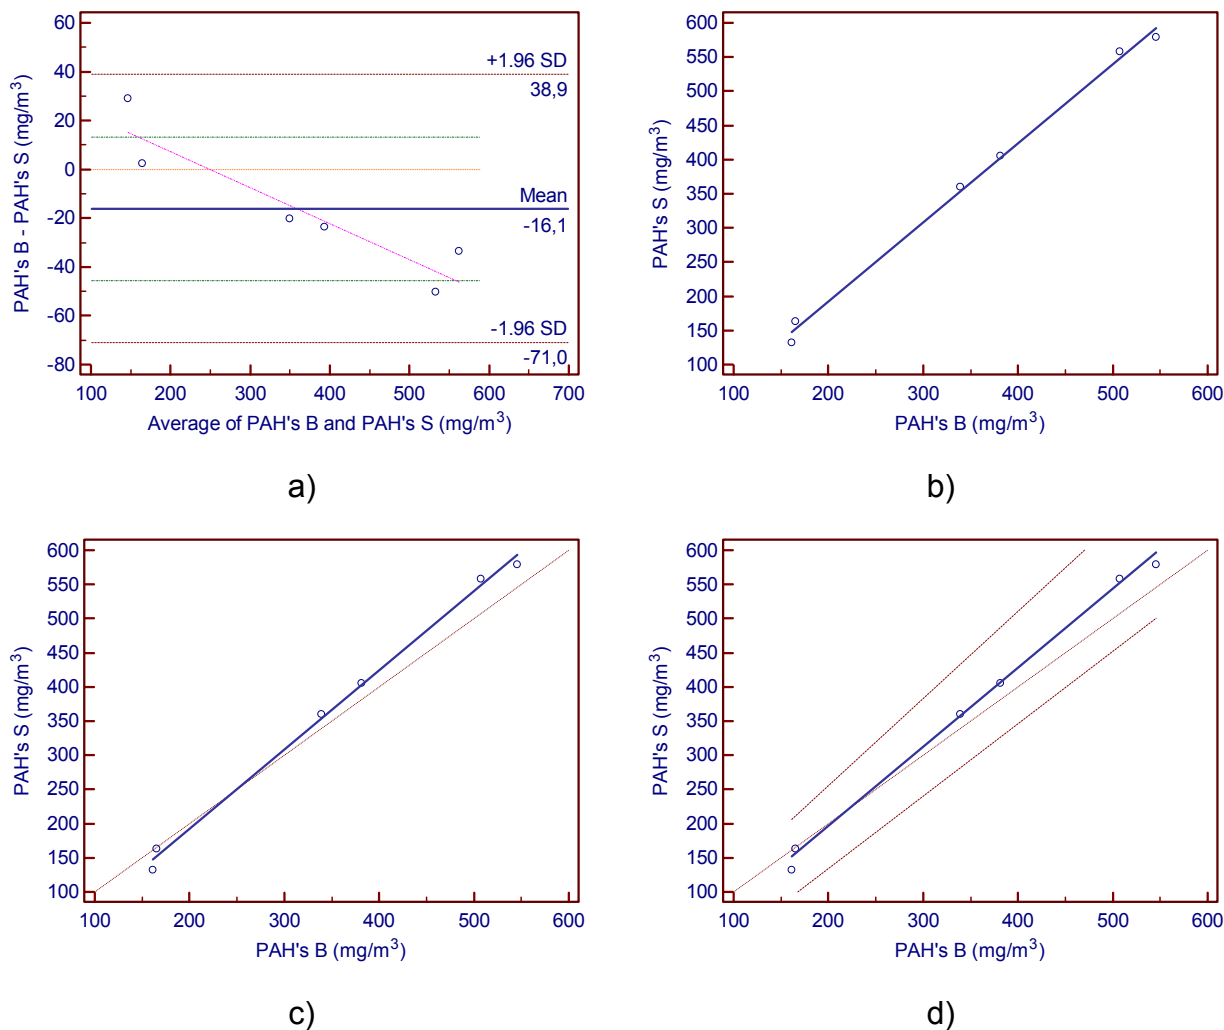 PAH's B - PAH's S (mg/m³)
60
40
20
0
-20
-40
-60
-80
+1.96 SD
38,9
Mean
-16,1
-1.96 SD
-71,0
100 200 300 400 500 600 700
Average of PAH's B and PAH's S (mg/m³)
a)
PAH's S (mg/m³)
600
550
500
450
400
350
300
250
200
150
100
100 200 300 400 500 600
PAH's B (mg/m³)
b)
PAH's S (mg/m³)
600
550
500
450
400
350
300
250
200
150
100
100 200 300 400 500 600
PAH's B (mg/m³)
c)
PAH's S (mg/m³)
600
550
500
450
400
350
300
250
200
150
100
100 200 300 400 500 600
PAH's B (mg/m³)
d)